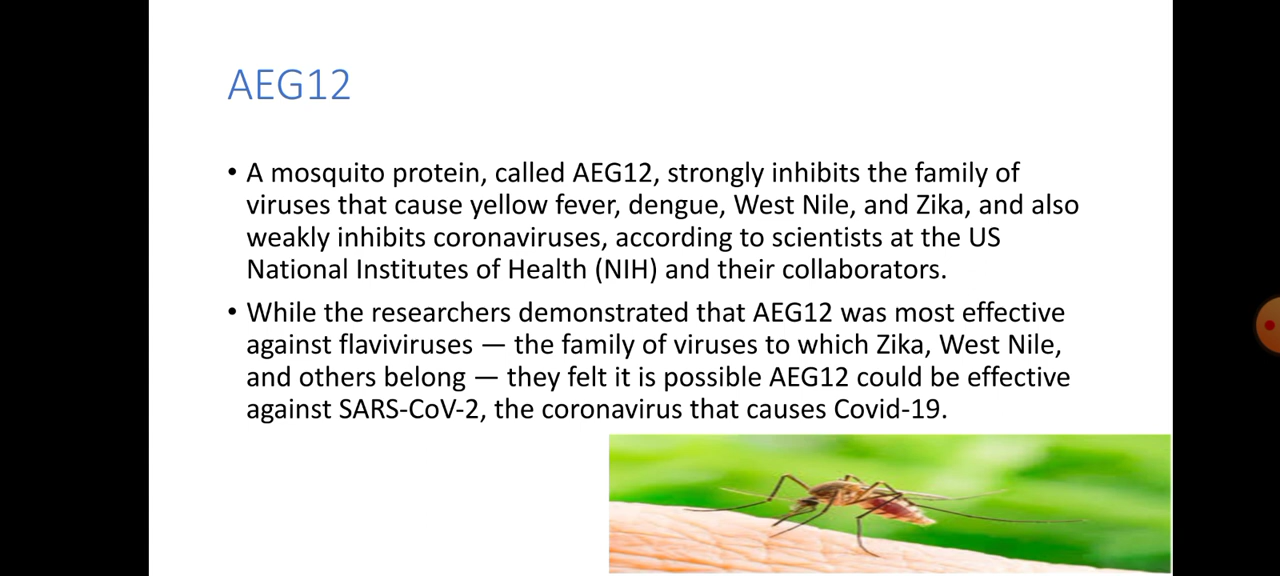 AEG12
• A mosquito protein, called AEG12, strongly inhibits the family of
viruses that cause yellow fever, dengue, West Nile, and Zika, and also
weakly inhibits coronaviruses, according to scientists at the US
National Institutes of Health (NIH) and their collaborators.
• While the researchers demonstrated that AEG12 was most effective
against flaviviruses — the family of viruses to which Zika, West Nile,
and others belong — they felt it is possible AEG12 could be effective
against SARS-CoV-2, the coronavirus that causes Covid-19.